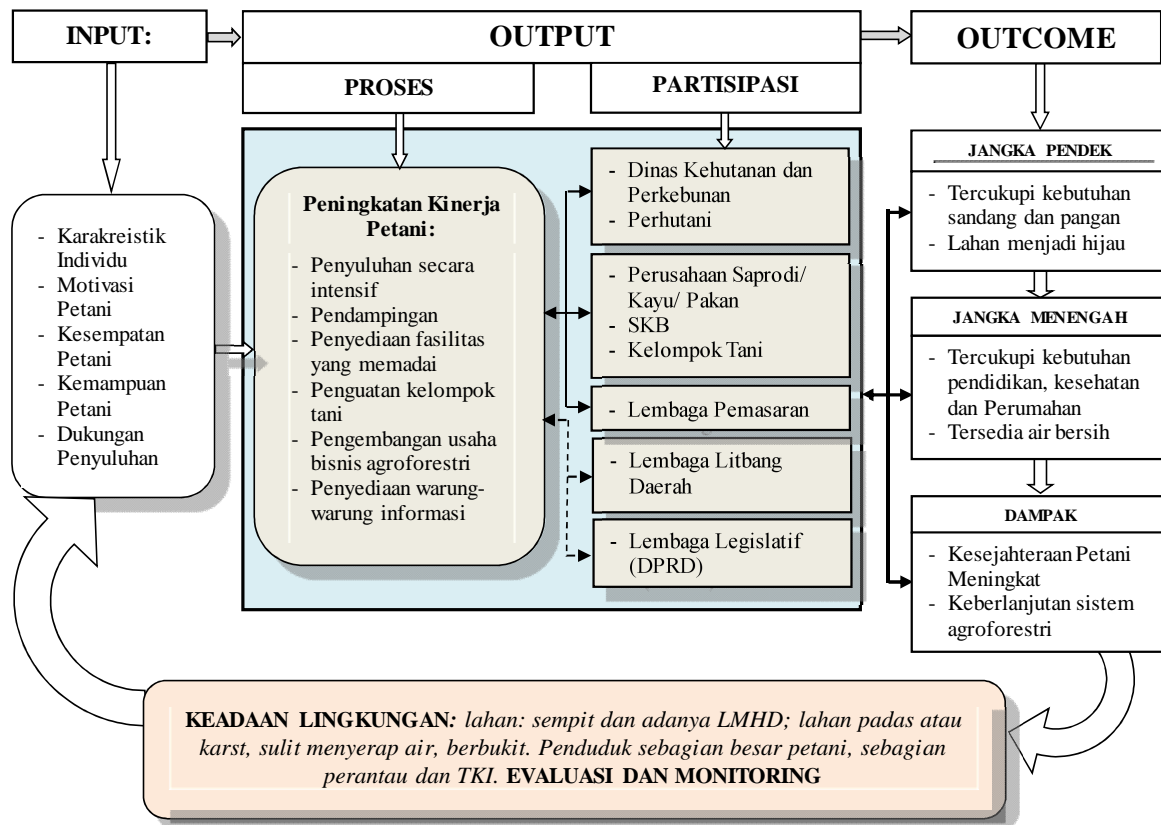 INPUT:
OUTPUT
OUTCOME
PROSES
PARTISIPASI
- Karakreistik
Individu
- Motivasi
Petani
- Kesempatan
Petani
- Kemampuan
Petani
- Dukungan
Penyuluhan
Peningkatan Kinerja
Petani:
- Penyuluhan secara
intensif
- Pendampingan
- Penyediaan fasilitas
yang memadai
- Penguatan kelompok
tani
- Pengembangan usaha
bisnis agroforestri
- Penyediaan warung-
warung informasi
- Dinas Kehutanan dan
Perkebunan
- Perhutani
- Perusahaan Saprodi/
Kayu/ Pakan
- SKB
- Kelompok Tani
- Lembaga Pemasaran
- Lembaga Litbang
Daerah
- Lembaga Legislatif
(DPRD)
JANGKA PENDEK
- Tercukupi kebutuhan
sandang dan pangan
- Lahan menjadi hijau
JANGKA MENENGAH
- Tercukupi kebutuhan
pendidikan, kesehatan
dan Perumahan
- Tersedia air bersih
DAMPAK
- Kesejahteraan Petani
Meningkat
- Keberlanjutan sistem
agroforestri
KEADAAN LINGKUNGAN: lahan: sempit dan adanya LMHD; lahan padas atau
karst, sulit menyerap air, berbukit. Penduduk sebagian besar petani, sebagian
perantau dan TKI. EVALUASI DAN MONITORING